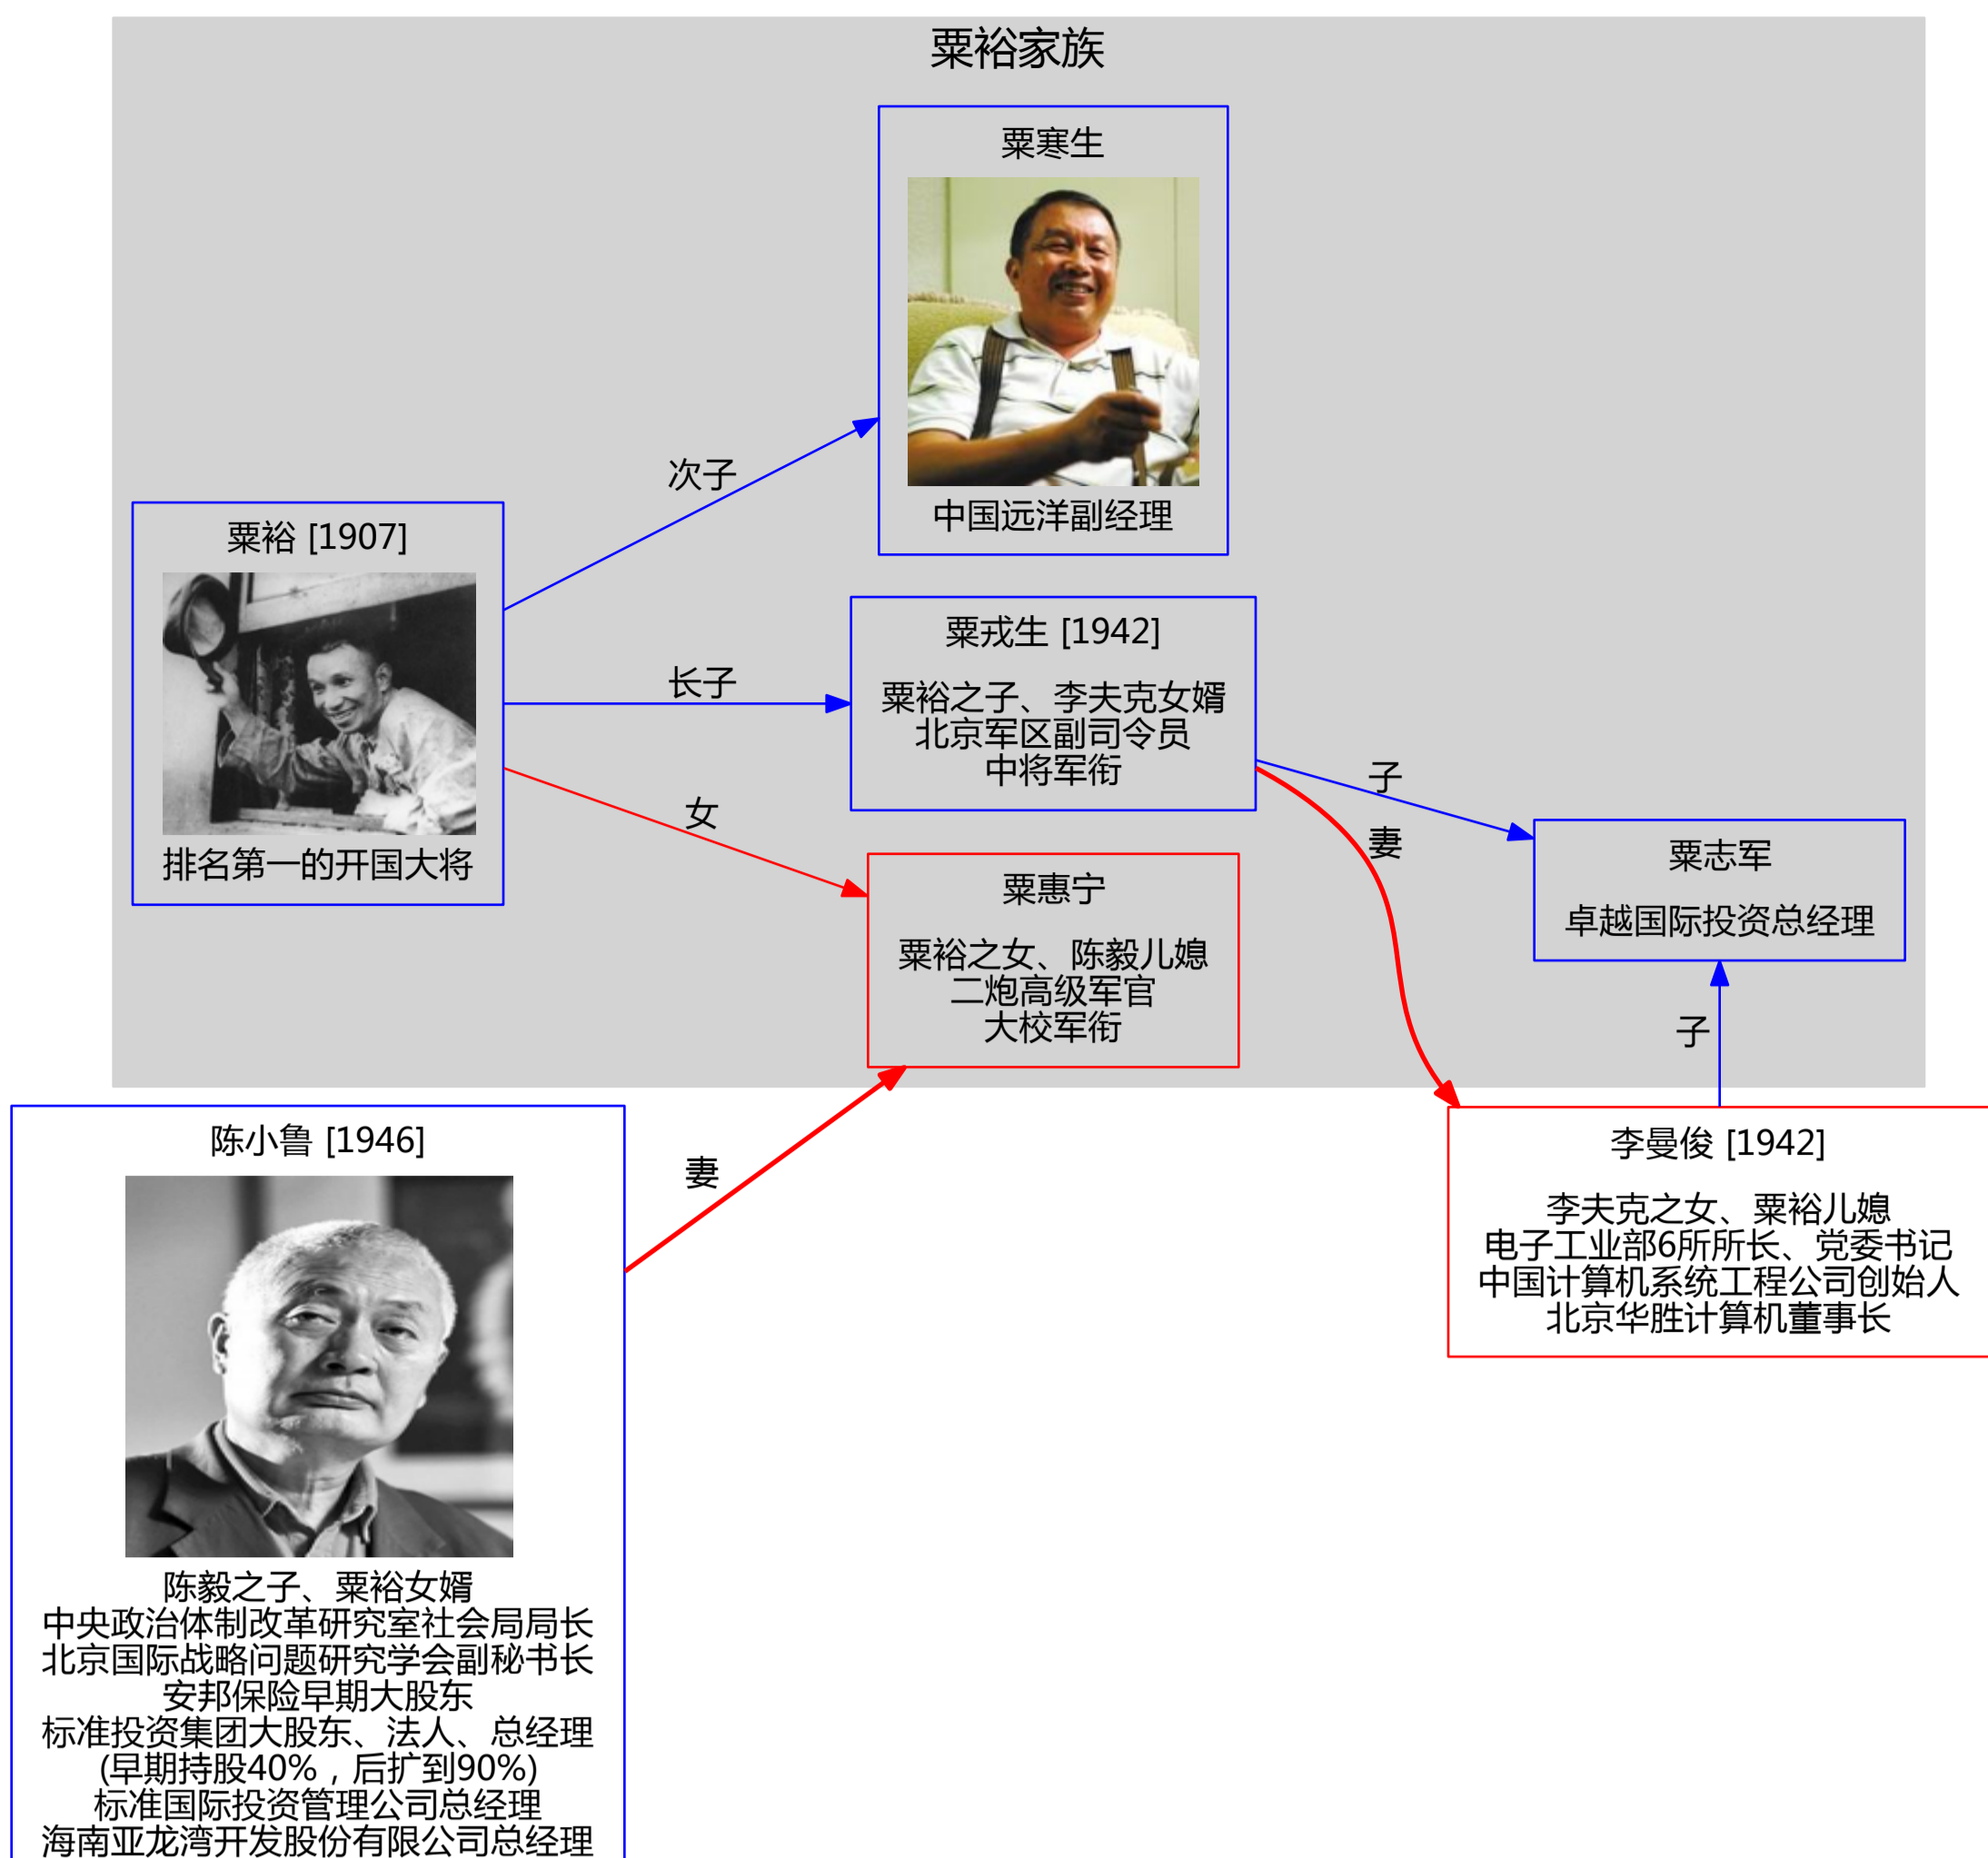 粟裕家族
粟寒生
中国远洋副经理
次子
粟裕 [1907]
排名第一的开国大将
长子
粟戎生 [1942]
粟裕之子、李夫克女婿
北京军区副司令员
中将军衔
女
粟惠宁
粟裕之女、陈毅儿媳
二炮高级军官
大校军衔
子
妻
粟志军
卓越国际投资总经理
子
妻
陈小鲁 [1946]
陈毅之子、粟裕女婿
中央政治体制改革研究室社会局局长
北京国际战略问题研究学会副秘书长
安邦保险早期大股东
标准投资集团大股东、法人、总经理
(早期持股40%，后扩到90%)
标准国际投资管理公司总经理
海南亚龙湾开发股份有限公司总经理
李曼俊 [1942]
李夫克之女、粟裕儿媳
电子工业部6所所长、党委书记
中国计算机系统工程公司创始人
北京华胜计算机董事长